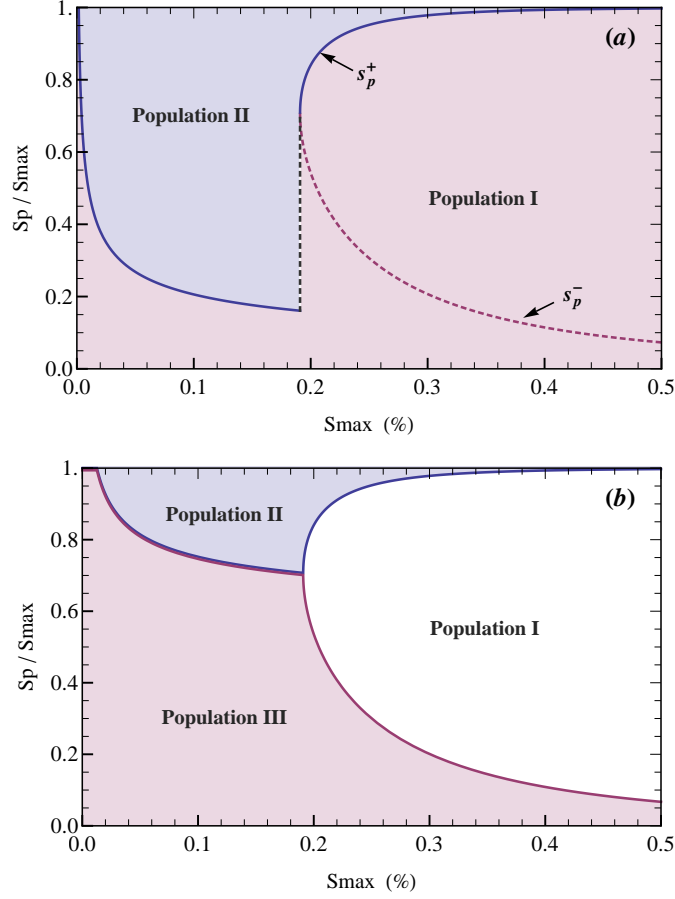 1.
(a)
s_p^+
0.8
Population II
0.6
Sp / Smax
Population I
0.4
0.2
s_p^-
0.0
0.0 0.1 0.2 0.3 0.4 0.5
Smax (%)
1.
(b)
Population II
0.8
0.6
Sp / Smax
Population I
0.4
Population III
0.2
0.0
0.0 0.1 0.2 0.3 0.4 0.5
Smax (%)